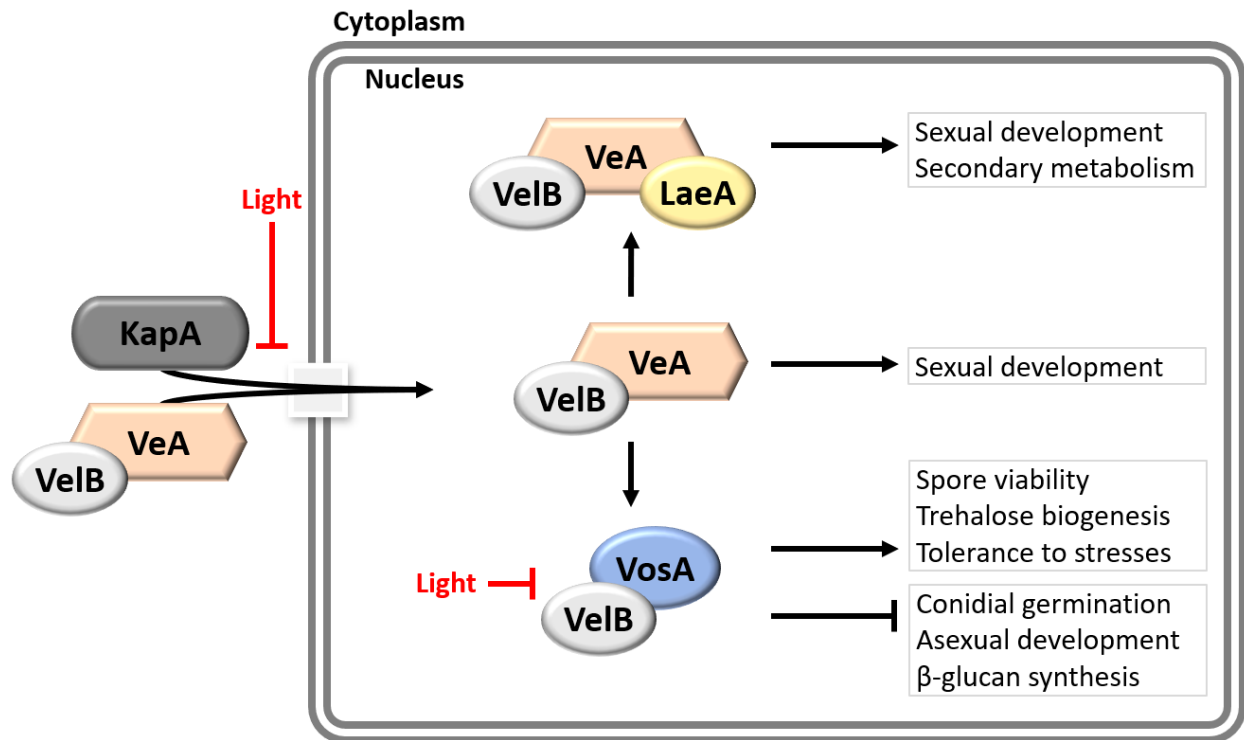 Cytoplasm
Nucleus
VeA
VelB
LaeA
Sexual development
Secondary metabolism
Light
KapA
VeA
VelB
VeA
VelB
Sexual development
Light
VosA
VelB
Spore viability
Trehalose biogenesis
Tolerance to stresses
Conidial germination
Asexual development
β-glucan synthesis